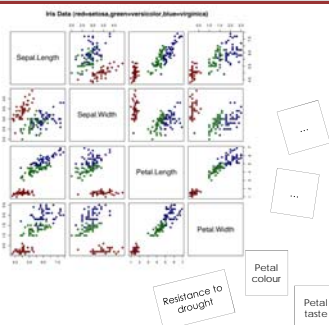 Iris Data (red=setosa,green=versicolor,blue=virginica)
Sepal Length
Sepal Width
Petal Length
Petal Width
...
...
Resistance to
drought
Petal
colour
Petal
taste